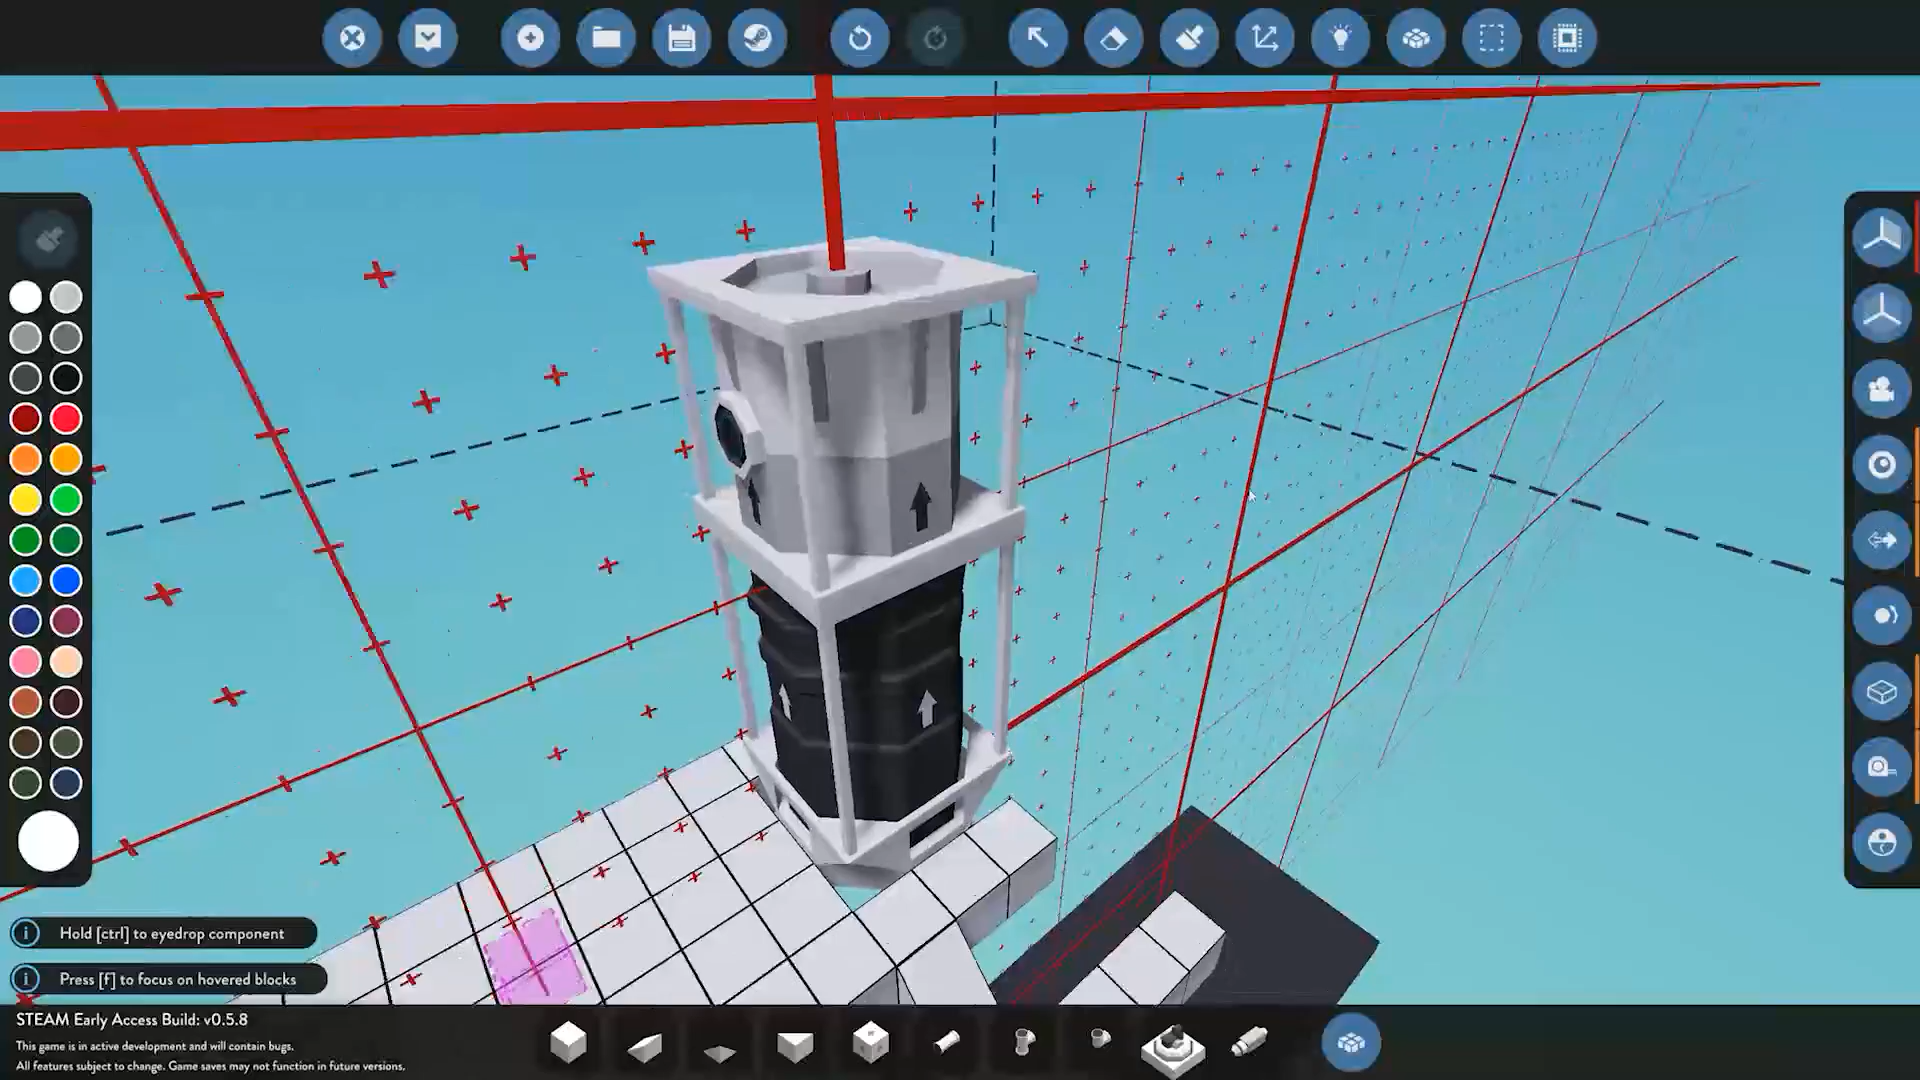 Hold [ctrl] to eyedrop component
Press [f] to focus on hovered blocks
STEAM Early Access Build: v0.5.8
This game is in active development and will contain bugs.
All features subject to change. Game saves may not function in future versions.